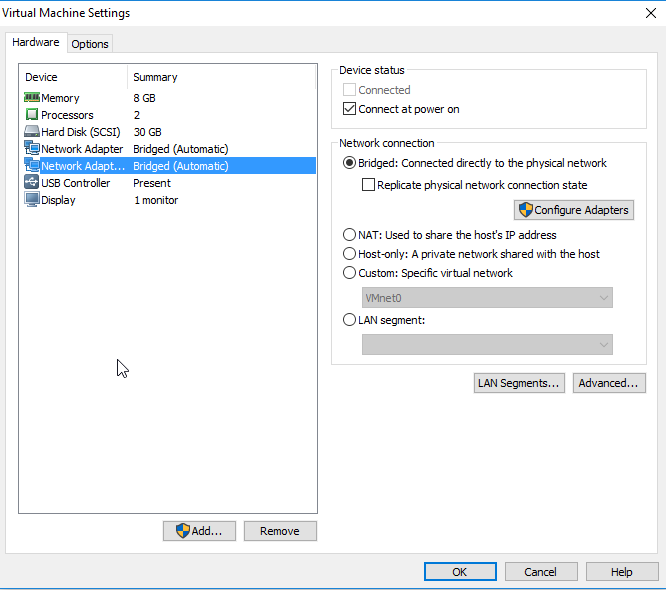 Virtual Machine Settings
Hardware Options
Device Summary
Memory 8 GB
Processors 2
Hard Disk (SCSI) 30 GB
Network Adapter Bridged (Automatic)
Network Adapt... Bridged (Automatic)
USB Controller Present
Display 1 monitor
Add... Remove
Device status
Connected
Connect at power on
Network connection
Bridged: Connected directly to the physical network
Replicate physical network connection state
Configure Adapters
NAT: Used to share the host's IP address
Host-only: A private network shared with the host
Custom: Specific virtual network
VMnet0
LAN segment:
LAN Segments... Advanced...
OK Cancel Help